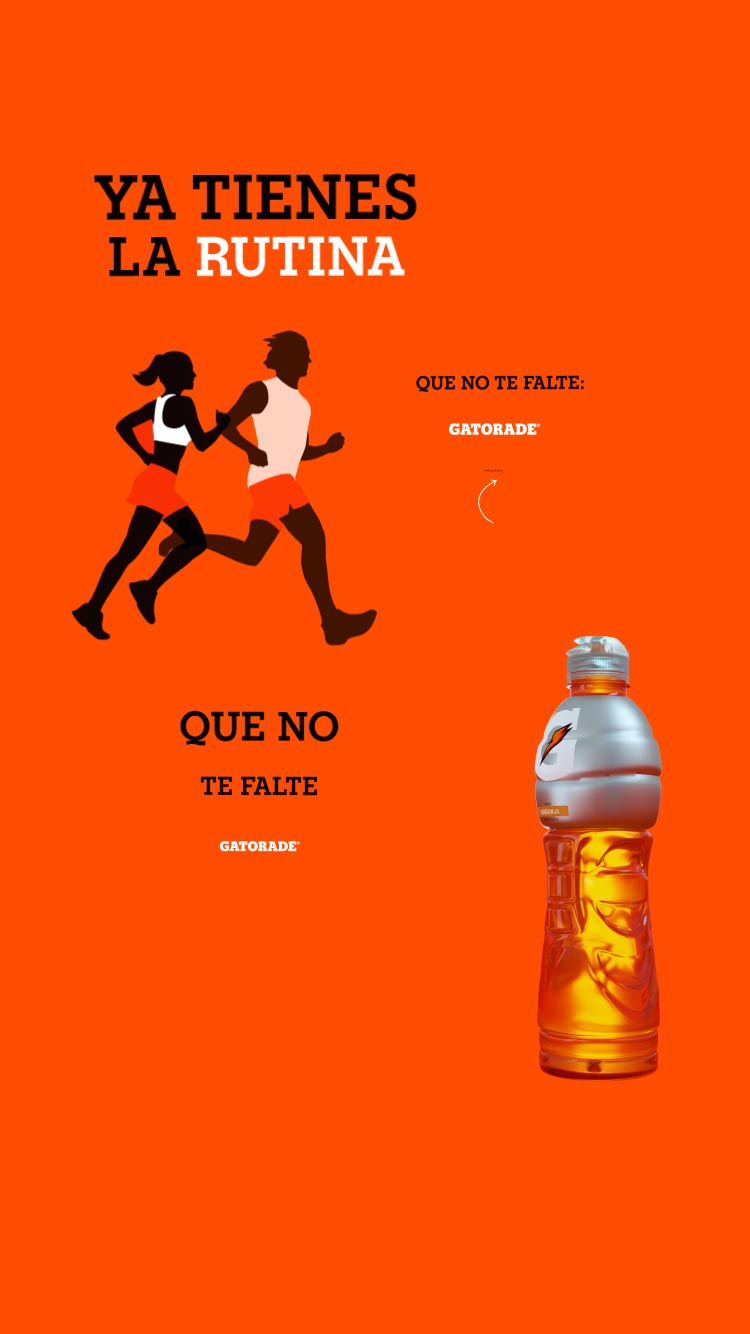 YA TIENES
LA RUTINA
QUE NO TE FALTE:
GATORADE
QUE NO
TE FALTE
GATORADE
G